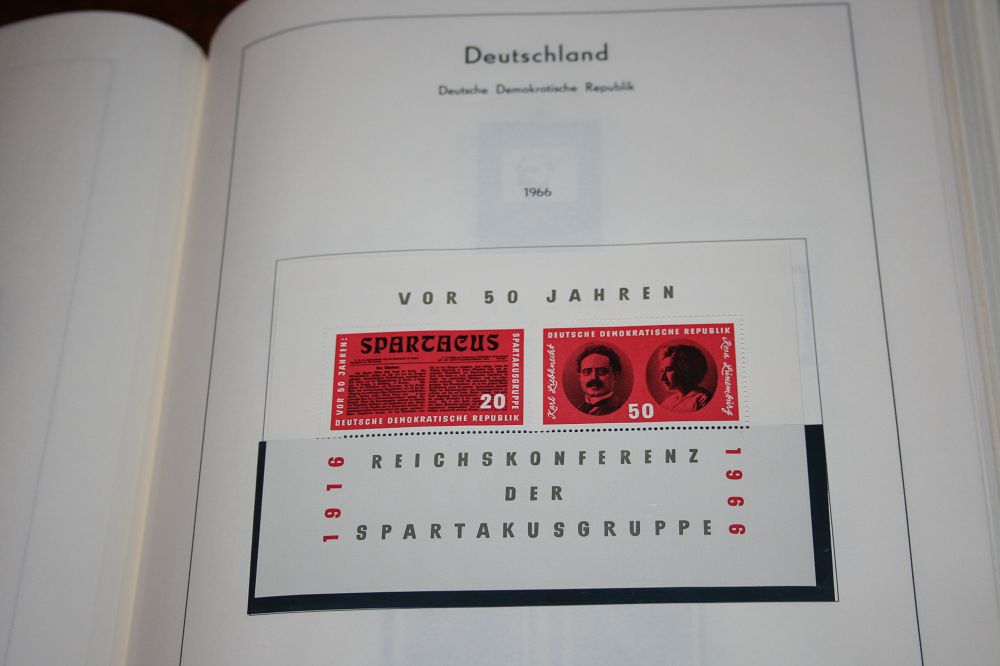 Deutschland
Deutsche Demokratische Republik
1966
VOR 50 JAHREN
VOR 50 JAHREN:
SPARTACUS
SPARTAKUSGRUPPE
20
DEUTSCHE DEMOKRATISCHE REPUBLIK
DEUTSCHE DEMOKRATISCHE REPUBLIK
Karl Liebknecht
Rosa Luxemburg
50
1916
REICHSKONFERENZ
DER
SPARTAKUSGRUPPE
1966